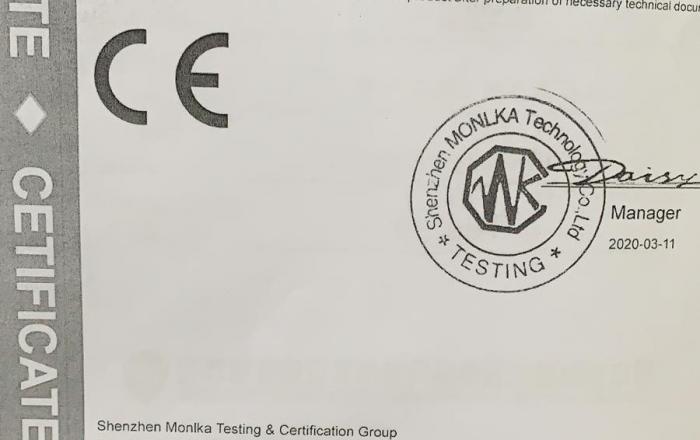 preparation of necessary technical
TE ◆ CETIFICATE
CE
Shenzhen MONLKA Technology Co.,Ltd
* TESTING *
Daisy
Manager
2020-03-11
Shenzhen Monlka Testing & Certification Group